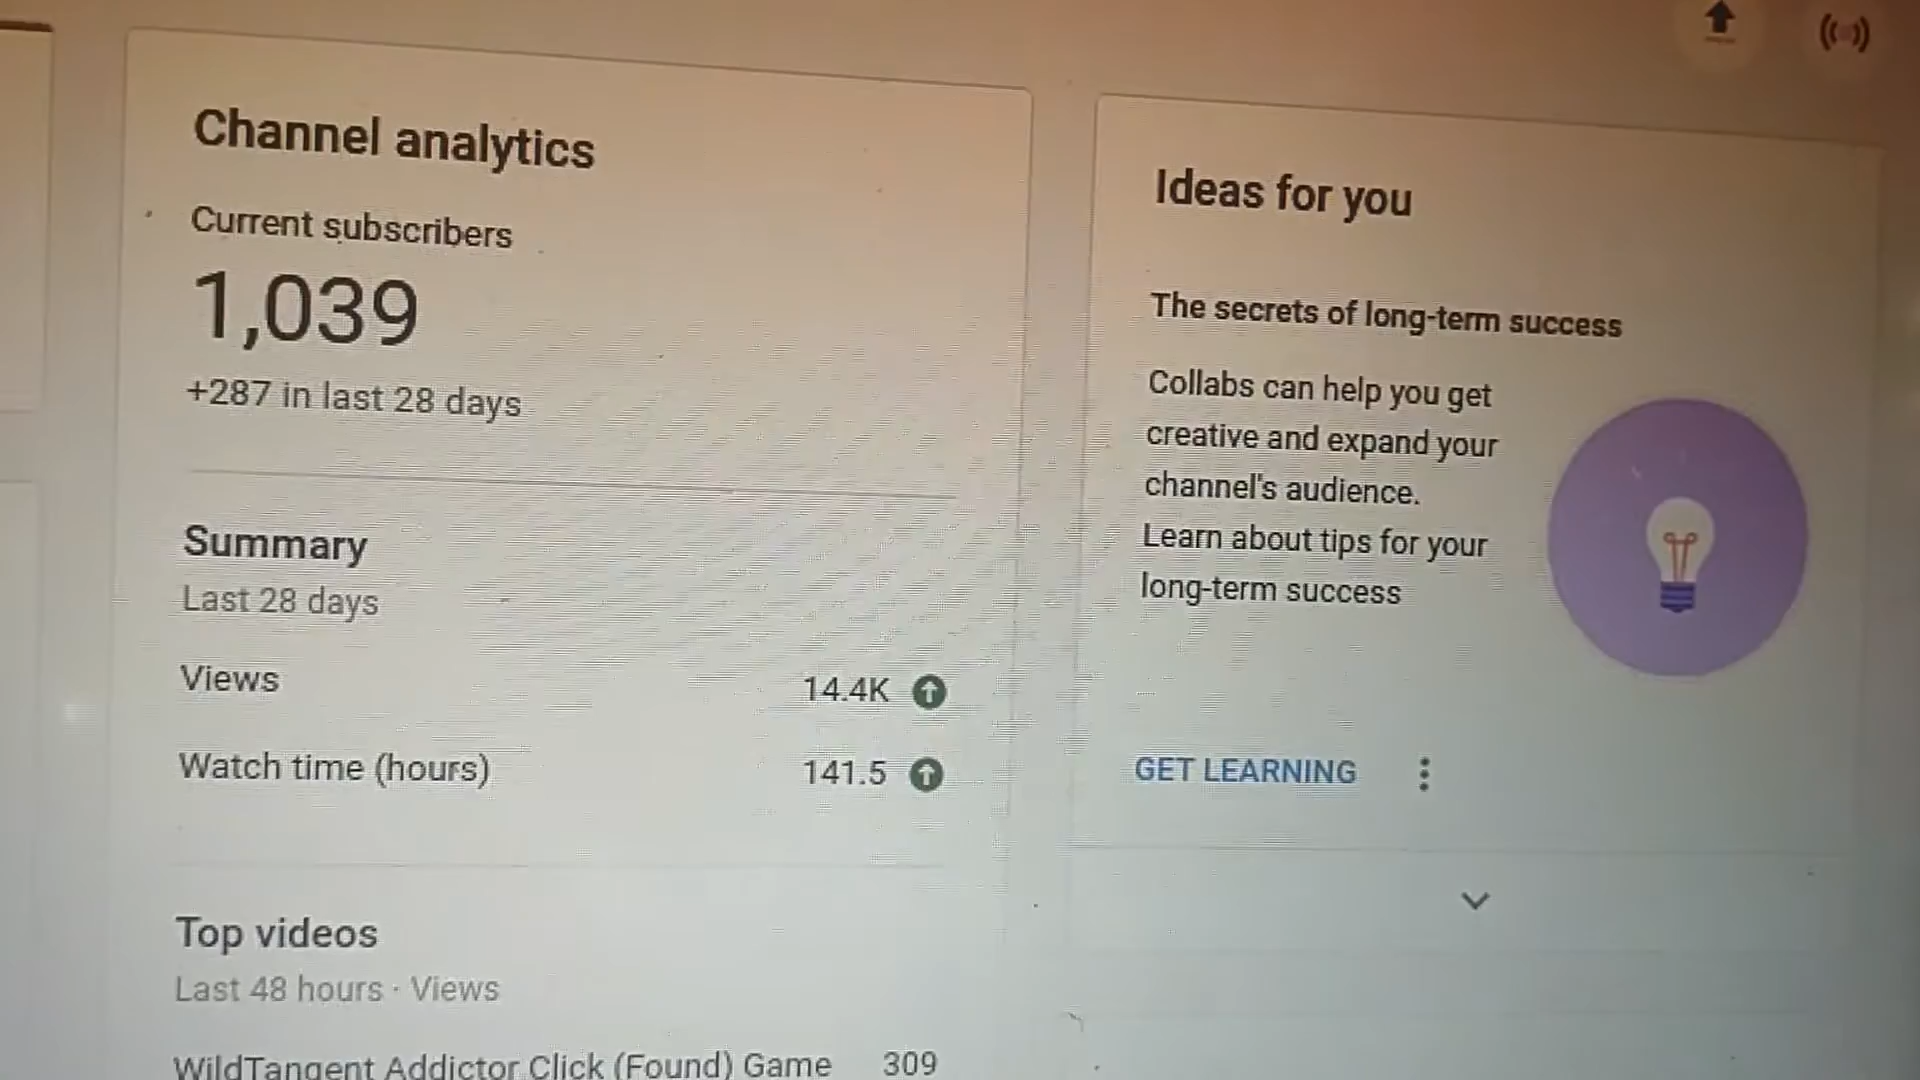 Channel analytics
Current subscribers
1,039
+287 in last 28 days
Summary
Last 28 days
Views 14.4K
Watch time (hours) 141.5
Top videos
Last 48 hours · Views
WildTangent Addictor Click (Found) Game 309
Ideas for you
The secrets of long-term success
Collabs can help you get
creative and expand your
channel's audience.
Learn about tips for your
long-term success
GET LEARNING